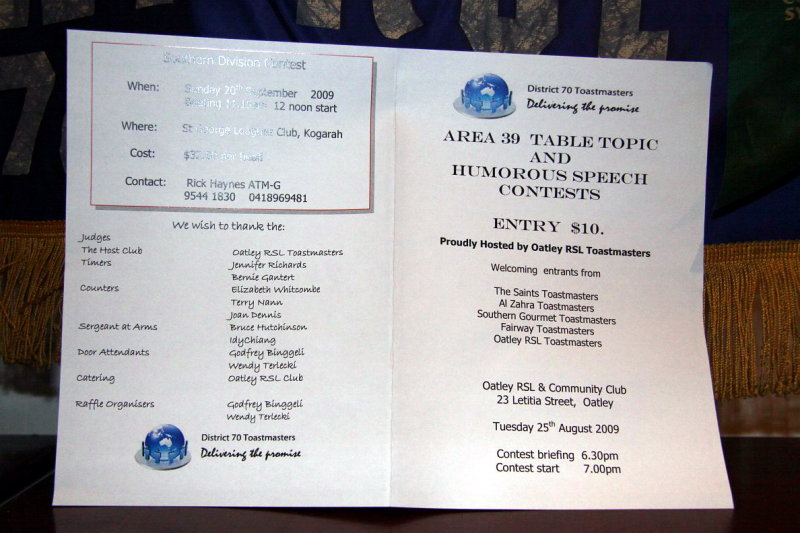 Southern Division Contest
When: Sunday 20th September 2009
Briefing 12 noon start
Where: St George Leagues Club, Kogarah
Cost: per head
Contact: Rick Haynes ATM-G
9544 1830 0418969481
We wish to thank the:
Judges
The Host Club Oatley RSL Toastmasters
Timers Jennifer Richards
Bernie Gantert
Counters Elizabeth Whitcombe
Terry Nann
Joan Dennis
Sergeant at Arms Bruce Hutchinson
IdyChiang
Door Attendants Godfrey Binggeli
Wendy Terlecki
Catering Oatley RSL Club
Raffle Organisers Godfrey Binggeli
Wendy Terlecki
District 70 Toastmasters
Delivering the promise
District 70 Toastmasters
Delivering the promise
AREA 39 TABLE TOPIC
AND
HUMOROUS SPEECH
CONTESTS
ENTRY $10.
Proudly Hosted by Oatley RSL Toastmasters
Welcoming entrants from
The Saints Toastmasters
Al Zahra Toastmasters
Southern Gourmet Toastmasters
Fairway Toastmasters
Oatley RSL Toastmasters
Oatley RSL & Community Club
23 Letitia Street, Oatley
Tuesday 25th August 2009
Contest briefing 6.30pm
Contest start 7.00pm